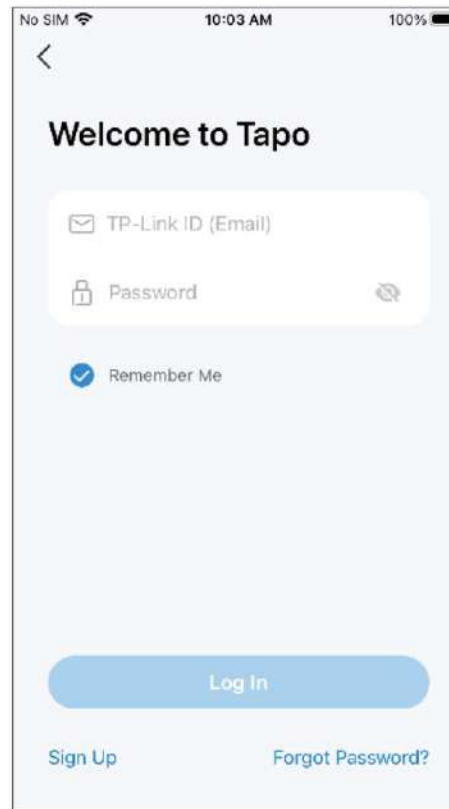 No SIM 10:03 AM 100%
Welcome to Tapo
TP-Link ID (Email)
Password
Remember Me
Log In
Sign Up Forgot Password?